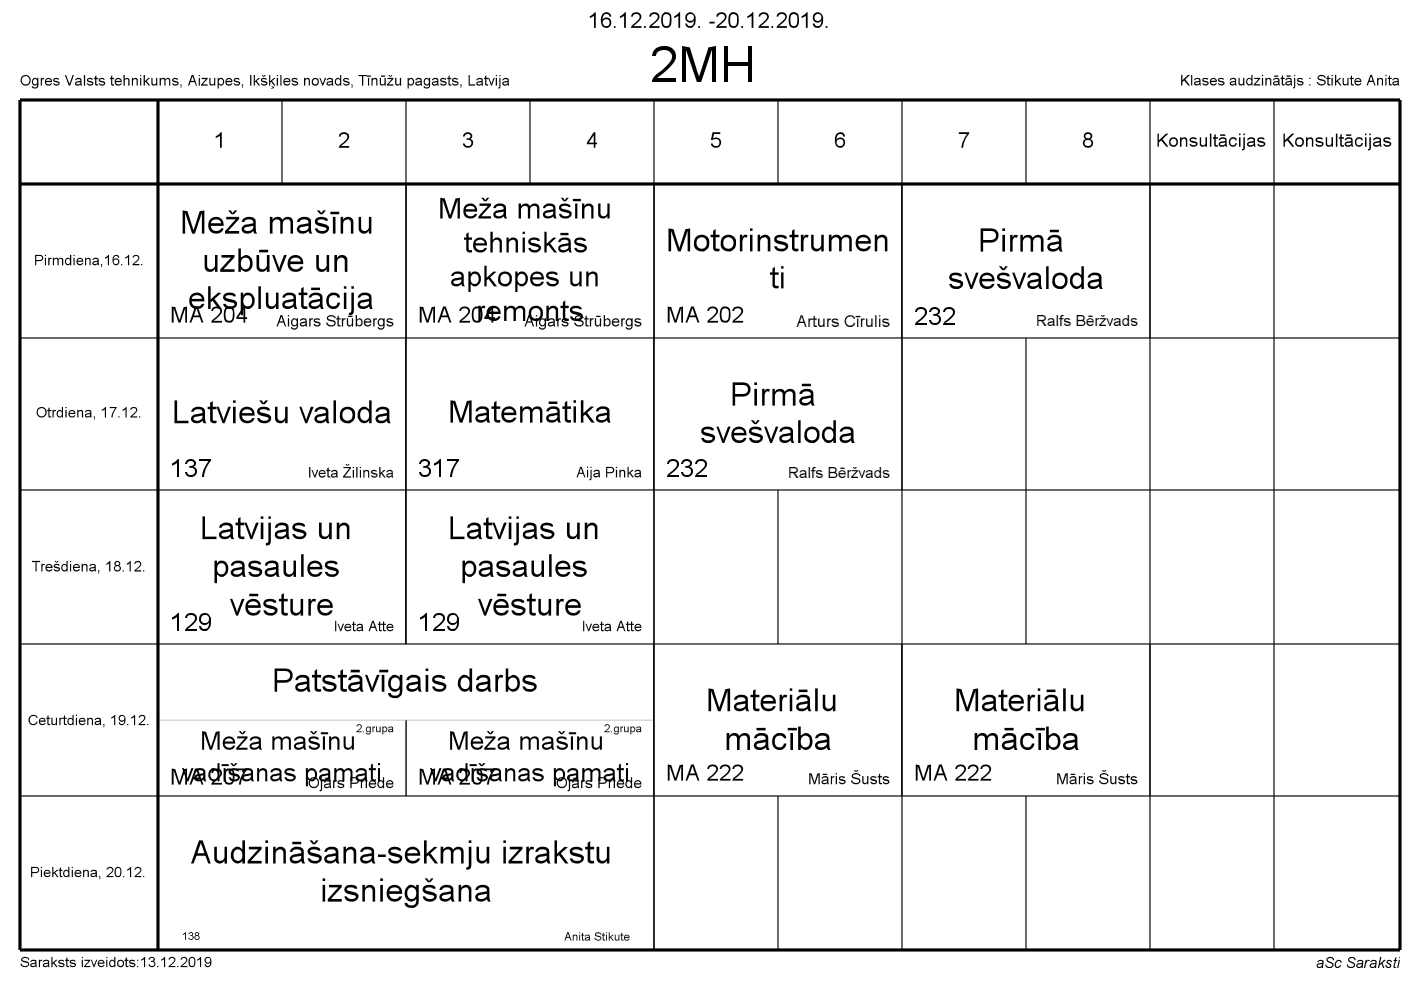 16.12.2019. -20.12.2019.
2MH
Ogres Valsts tehnikums, Aizupes, Ikšķiles novads, Tīnūžu pagasts, Latvija
Klases audzinātājs : Stikute Anita
1 2 3 4 5 6 7 8 Konsultācijas Konsultācijas
Pirmdiena,16.12.
Meža mašīnu
uzbūve un
ekspluatācija
MA 204 Aigars Strūbergs
Meža mašīnu
tehniskās
apkopes un
remonts
MA 204 Aigars Strūbergs
Motorinstrumen
ti
MA 202 Arturs Cīrulis
Pirmā
svešvaloda
232 Ralfs Bēržvads
Otrdiena, 17.12.
Latviešu valoda
137 Iveta Žilinska
Matemātika
317 Aija Pinka
Pirmā
svešvaloda
232 Ralfs Bēržvads
Trešdiena, 18.12.
Latvijas un
pasaules
vēsture
129 Iveta Atte
Latvijas un
pasaules
vēsture
129 Iveta Atte
Ceturtdiena, 19.12.
Patstāvīgais darbs
2.grupa
Meža mašīnu
vadīšanas pamati
MA 207 Ojārs Priede
2.grupa
Meža mašīnu
vadīšanas pamati
MA 207 Ojārs Priede
Materiālu
mācība
MA 222 Māris Šusts
Materiālu
mācība
MA 222 Māris Šusts
Piektdiena, 20.12.
Audzināšana-sekmju izrakstu
izsniegšana
138 Anita Stikute
Saraksts izveidots:13.12.2019
aSc Saraksti